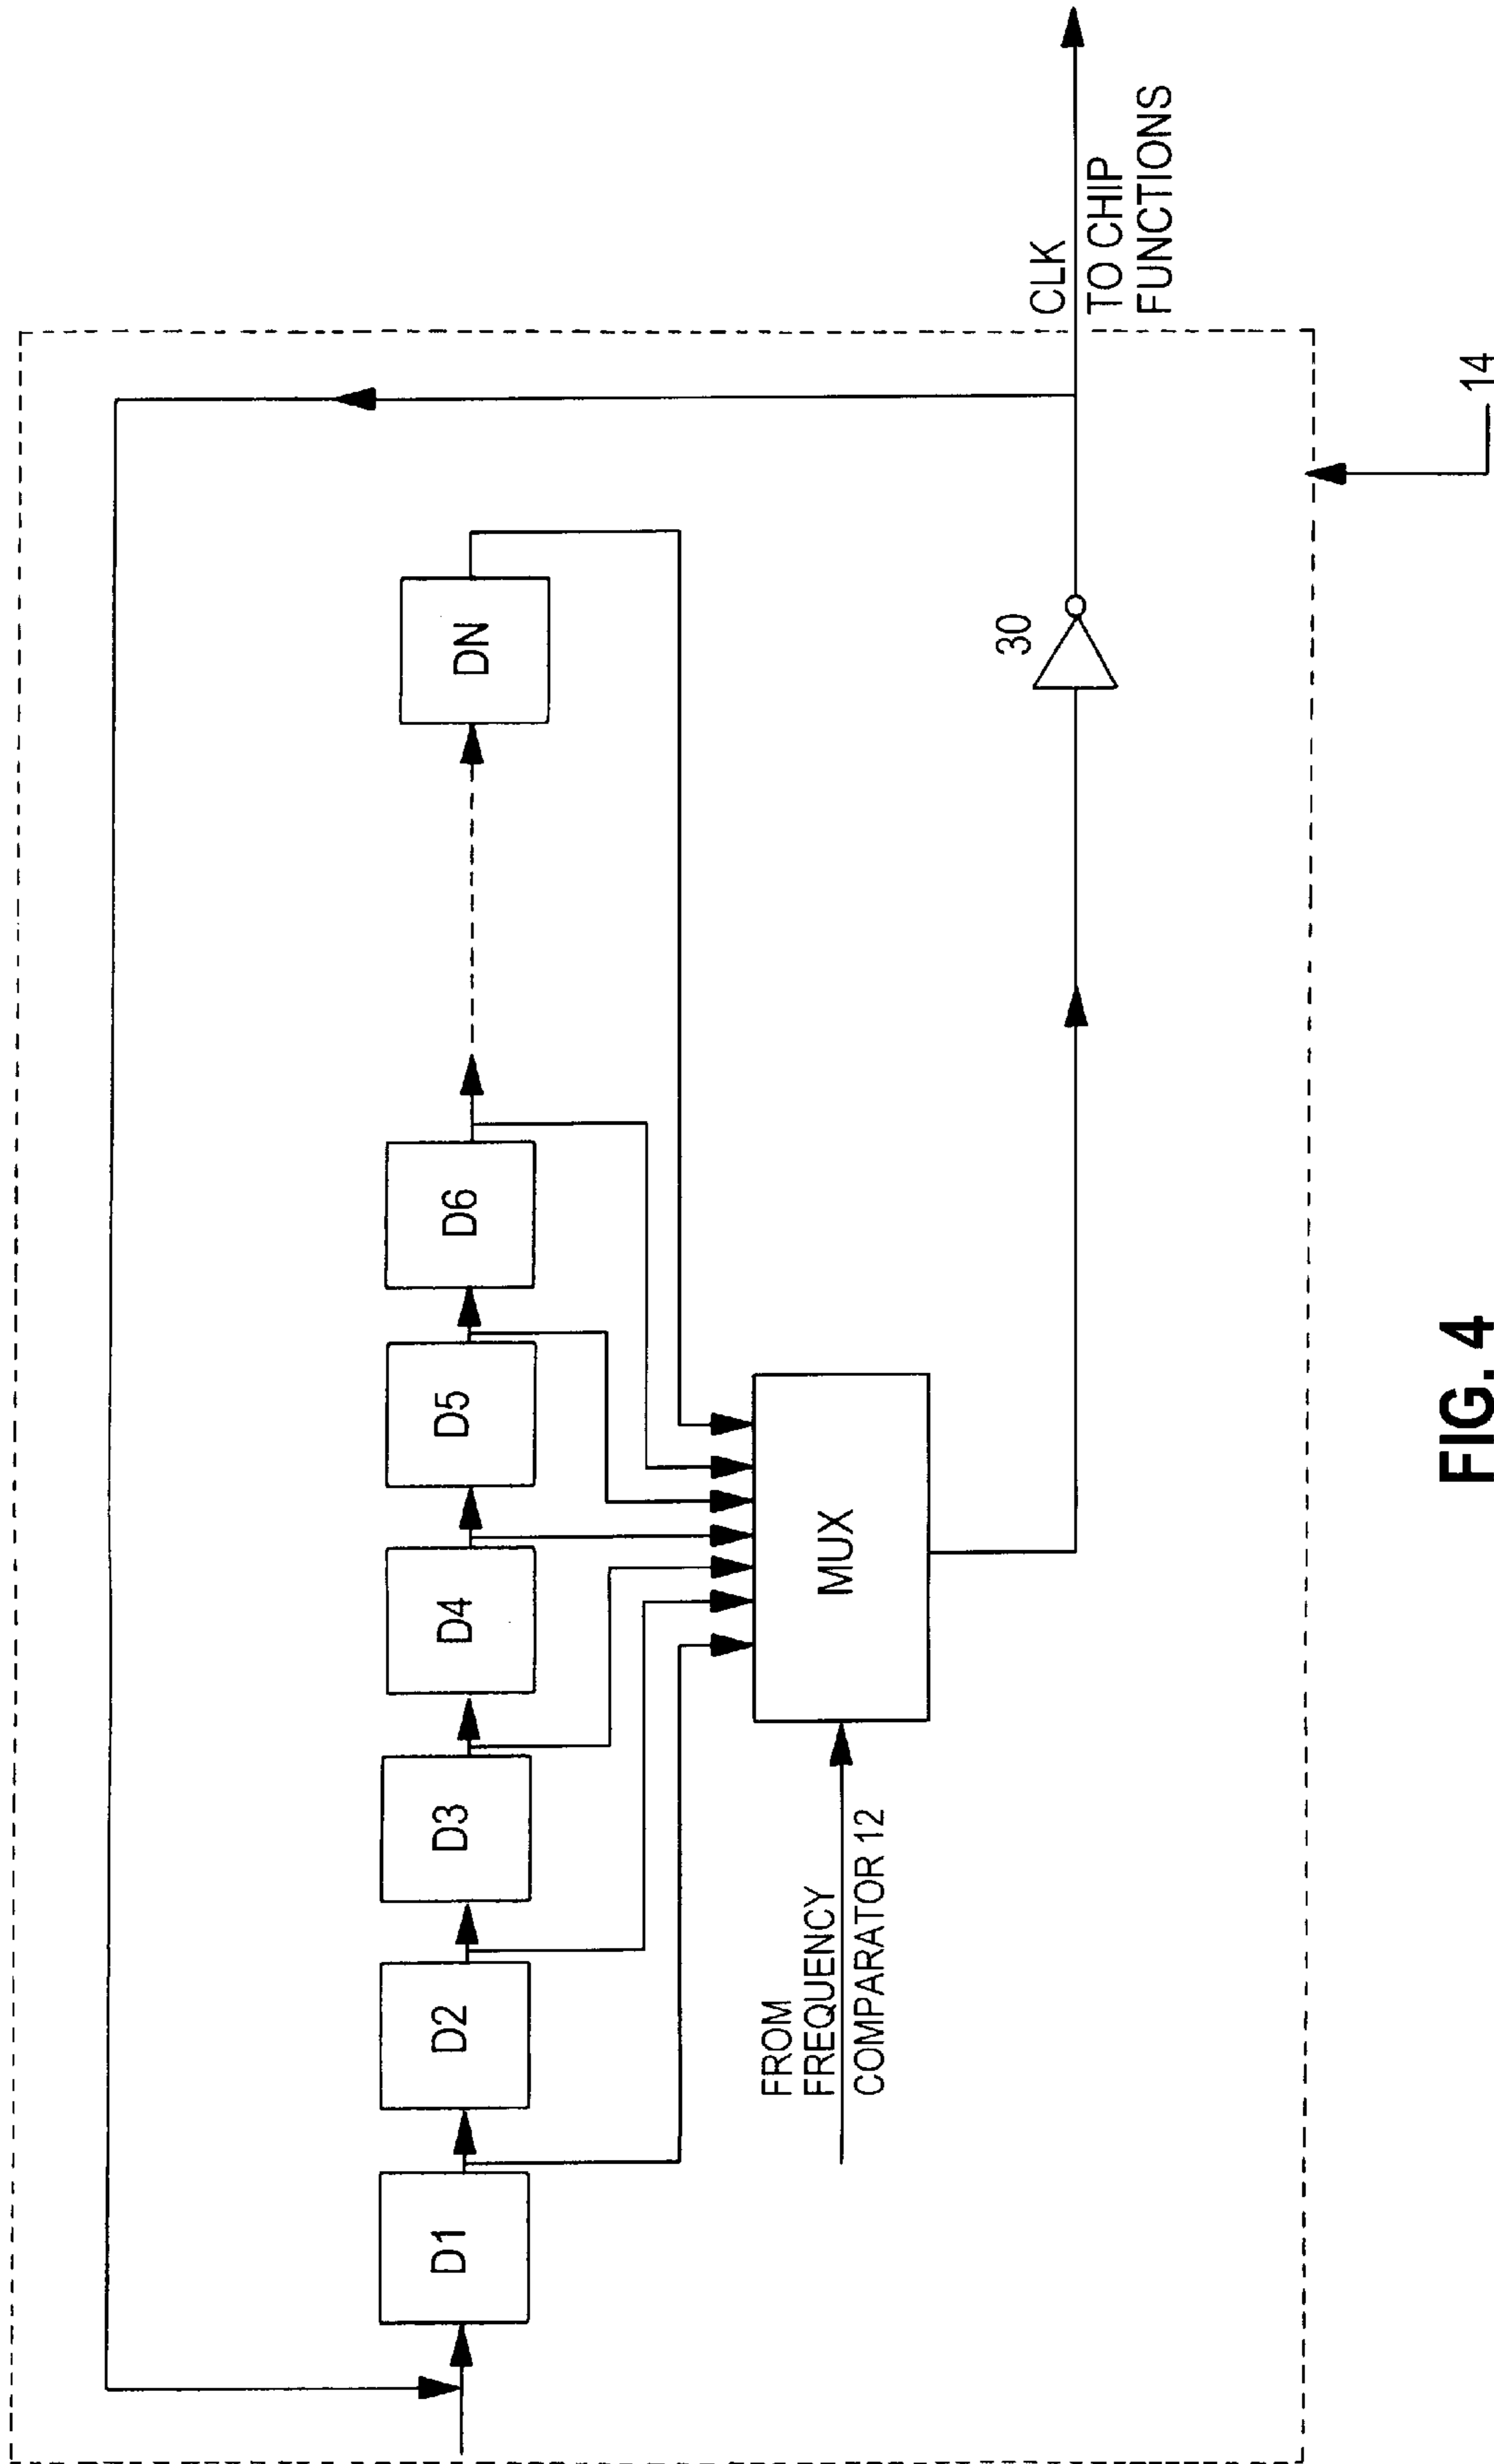 D1
D2
D3
D4
D5
D6
DN
FROM
FREQUENCY
COMPARATOR 12
MUX
30
CLK
TO CHIP
FUNCTIONS
14
FIG. 4